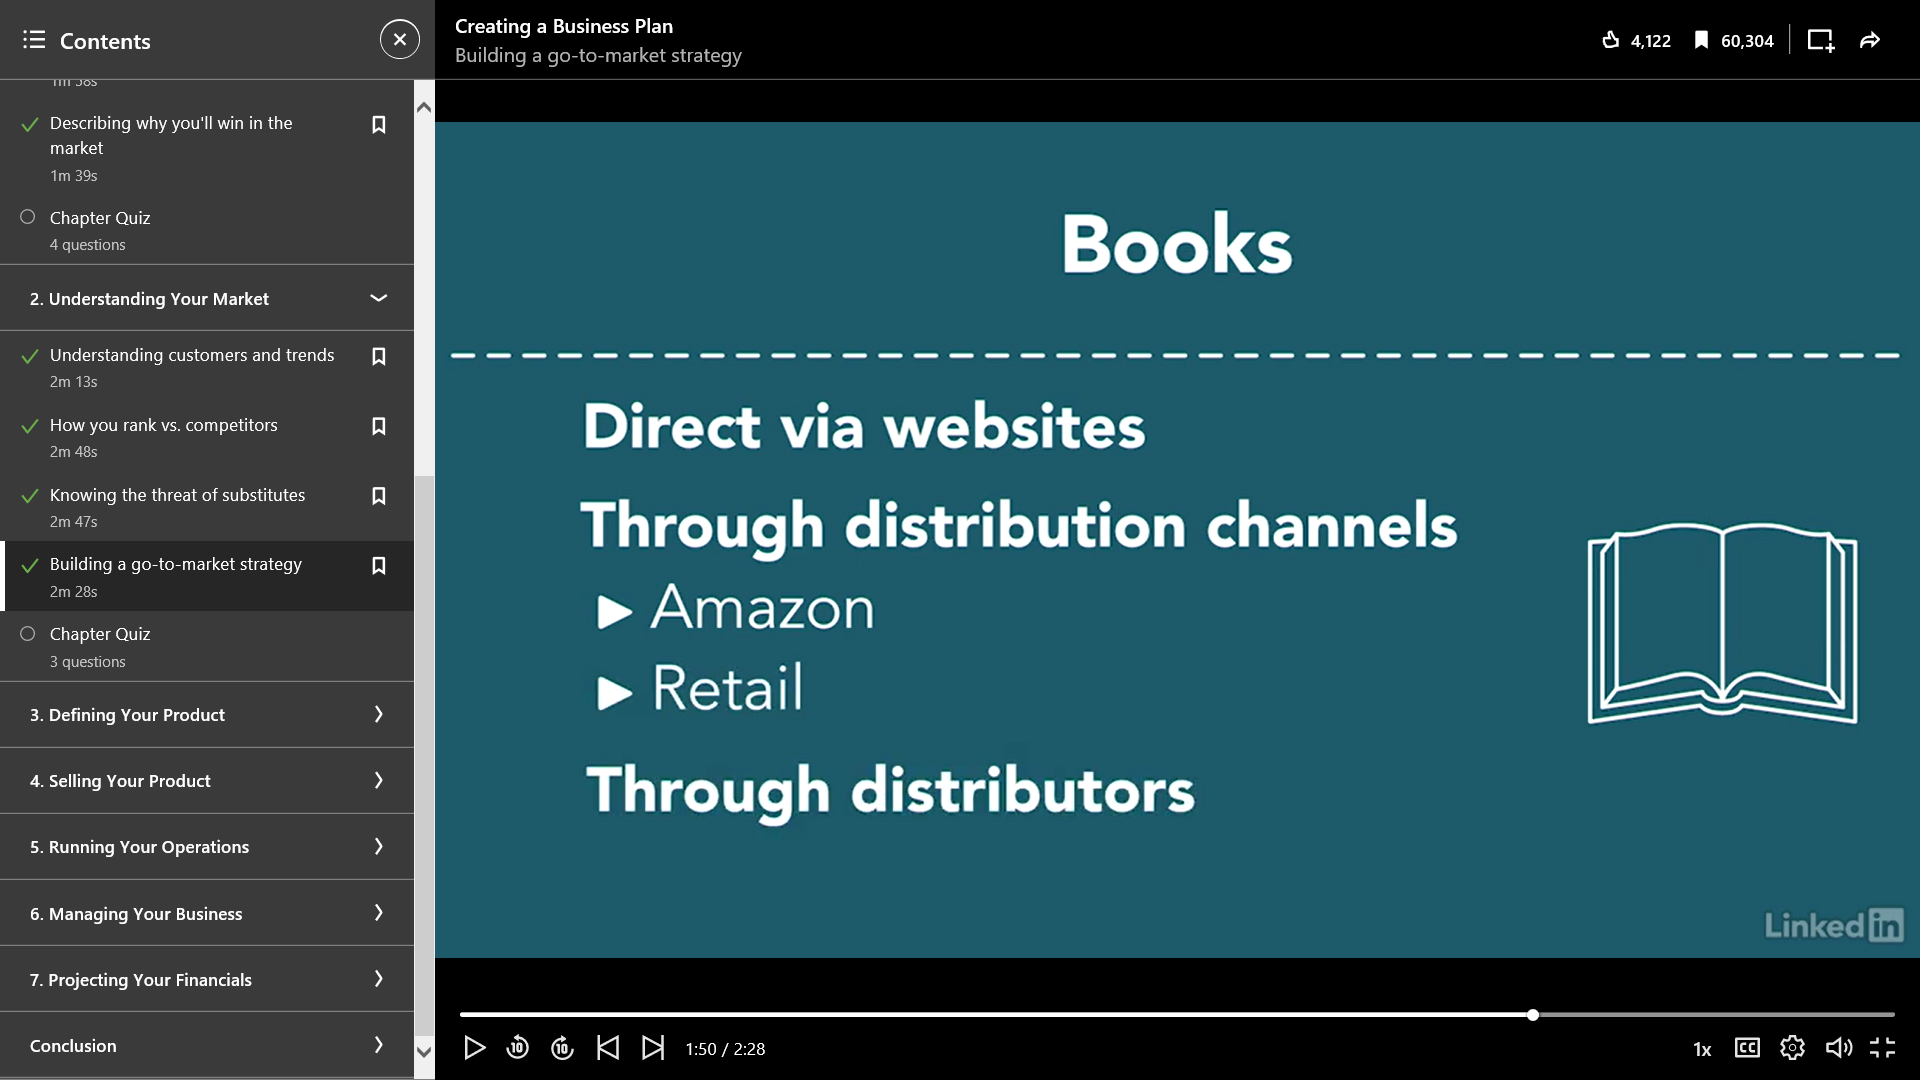 Contents
Creating a Business Plan
Building a go-to-market strategy
4,122
60,304
1m 58s
Describing why you'll win in the
market
1m 39s
Chapter Quiz
4 questions
2. Understanding Your Market
Understanding customers and trends
2m 13s
How you rank vs. competitors
2m 48s
Knowing the threat of substitutes
2m 47s
Building a go-to-market strategy
2m 28s
Chapter Quiz
3 questions
3. Defining Your Product
4. Selling Your Product
5. Running Your Operations
6. Managing Your Business
7. Projecting Your Financials
Conclusion
Books
Direct via websites
Through distribution channels
Amazon
Retail
Through distributors
Linked in
10
10
1:50 / 2:28
1x
CC